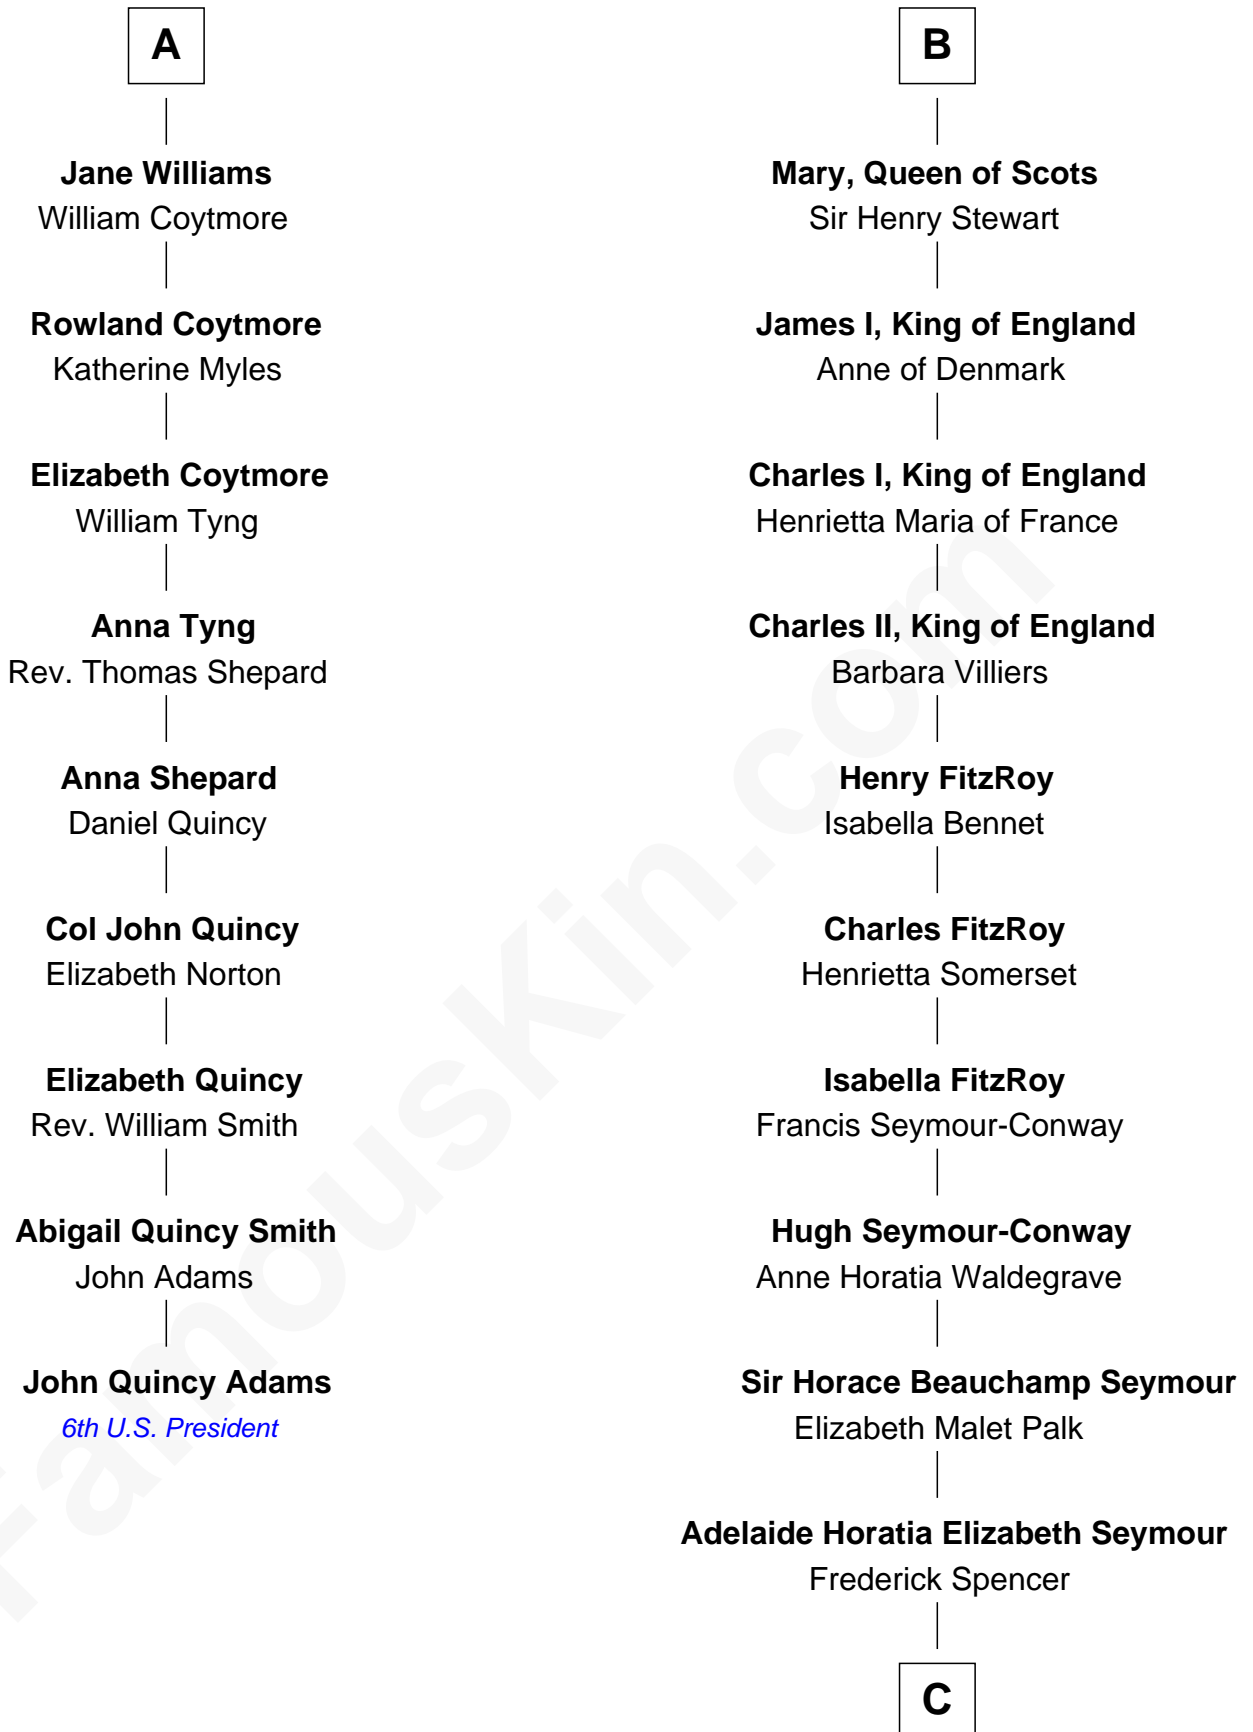 A
Jane Williams
William Coytmore
Rowland Coytmore
Katherine Myles
Elizabeth Coytmore
William Tyng
Anna Tyng
Rev. Thomas Shepard
Anna Shepard
Daniel Quincy
Col John Quincy
Elizabeth Norton
Elizabeth Quincy
Rev. William Smith
Abigail Quincy Smith
John Adams
John Quincy Adams
6th U.S. President
B
Mary, Queen of Scots
Sir Henry Stewart
James I, King of England
Anne of Denmark
Charles I, King of England
Henrietta Maria of France
Charles II, King of England
Barbara Villiers
Henry FitzRoy
Isabella Bennet
Charles FitzRoy
Henrietta Somerset
Isabella FitzRoy
Francis Seymour-Conway
Hugh Seymour-Conway
Anne Horatia Waldegrave
Sir Horace Beauchamp Seymour
Elizabeth Malet Palk
Adelaide Horatia Elizabeth Seymour
Frederick Spencer
C
FamousKin.com